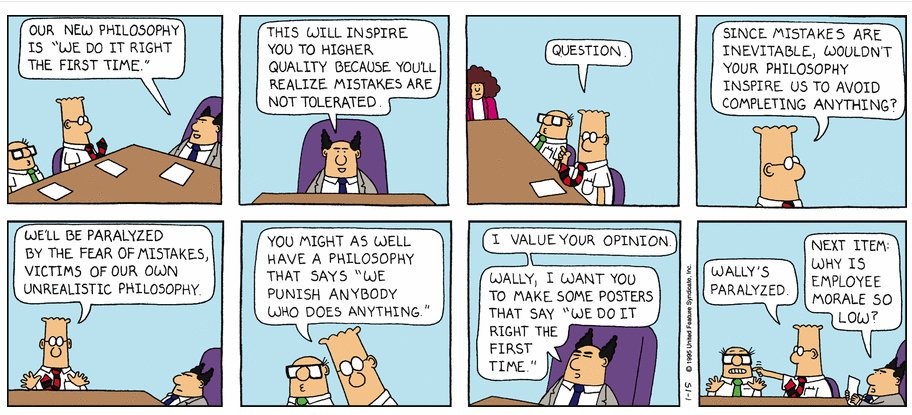 OUR NEW PHILOSOPHY
IS "WE DO IT RIGHT
THE FIRST TIME."
THIS WILL INSPIRE
YOU TO HIGHER
QUALITY BECAUSE YOU'LL
REALIZE MISTAKES ARE
NOT TOLERATED.
QUESTION.
SINCE MISTAKES ARE
INEVITABLE, WOULDN'T
YOUR PHILOSOPHY
INSPIRE US TO AVOID
COMPLETING ANYTHING?
WE'LL BE PARALYZED
BY THE FEAR OF MISTAKES,
VICTIMS OF OUR OWN
UNREALISTIC PHILOSOPHY.
YOU MIGHT AS WELL
HAVE A PHILOSOPHY
THAT SAYS "WE
PUNISH ANYBODY
WHO DOES ANYTHING."
I VALUE YOUR OPINION.
WALLY, I WANT YOU
TO MAKE SOME POSTERS
THAT SAY "WE DO IT
RIGHT THE
FIRST
TIME."
1-15 © 1995 United Feature Syndicate, Inc.
WALLY'S
PARALYZED.
NEXT ITEM:
WHY IS
EMPLOYEE
MORALE SO
LOW?